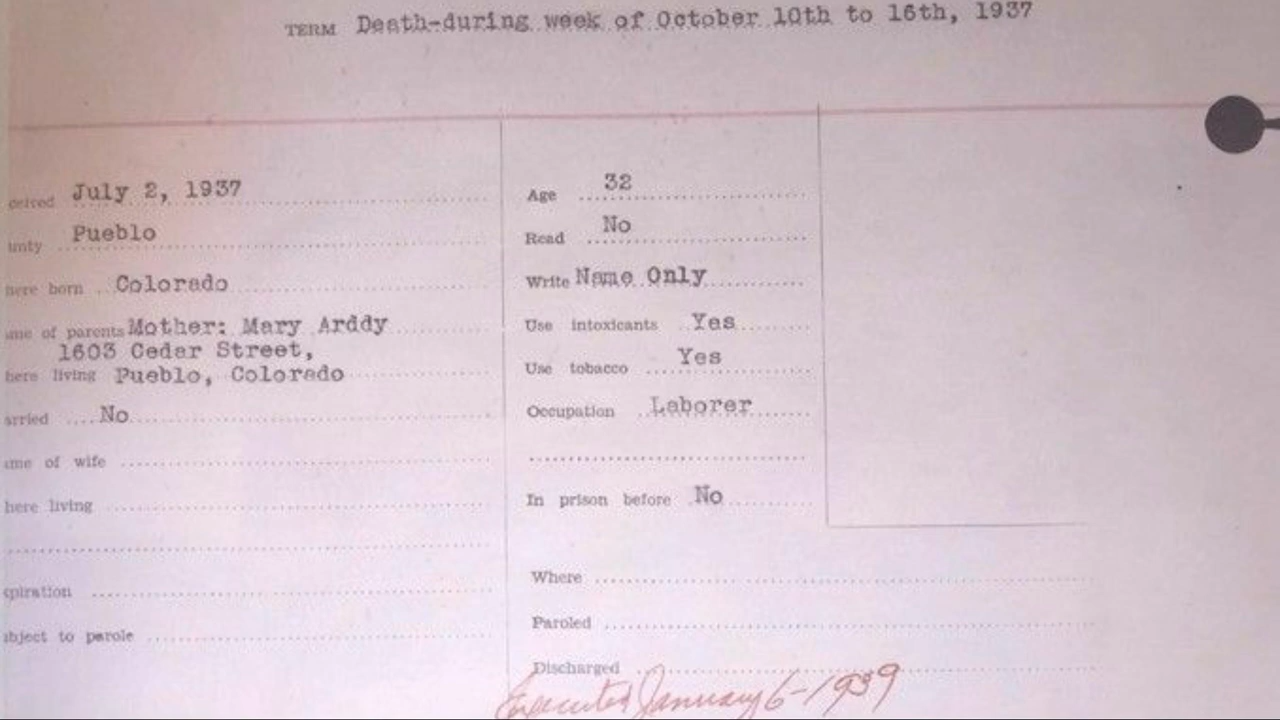 TERM Death-during week of October 10th to 16th, 1937
ceived July 2, 1937
unty Pueblo
here born Colorado
ame of parents Mother: Mary Arddy
1603 Cedar Street,
here living Pueblo, Colorado
arried No
ame of wife
here living
xpiration
ubject to parole
Age 32
Read No
Write Name Only
Use intoxicants Yes
Use tobacco Yes
Occupation Laborer
In prison before No
Where
Paroled
Discharged
Executed January 6-1939